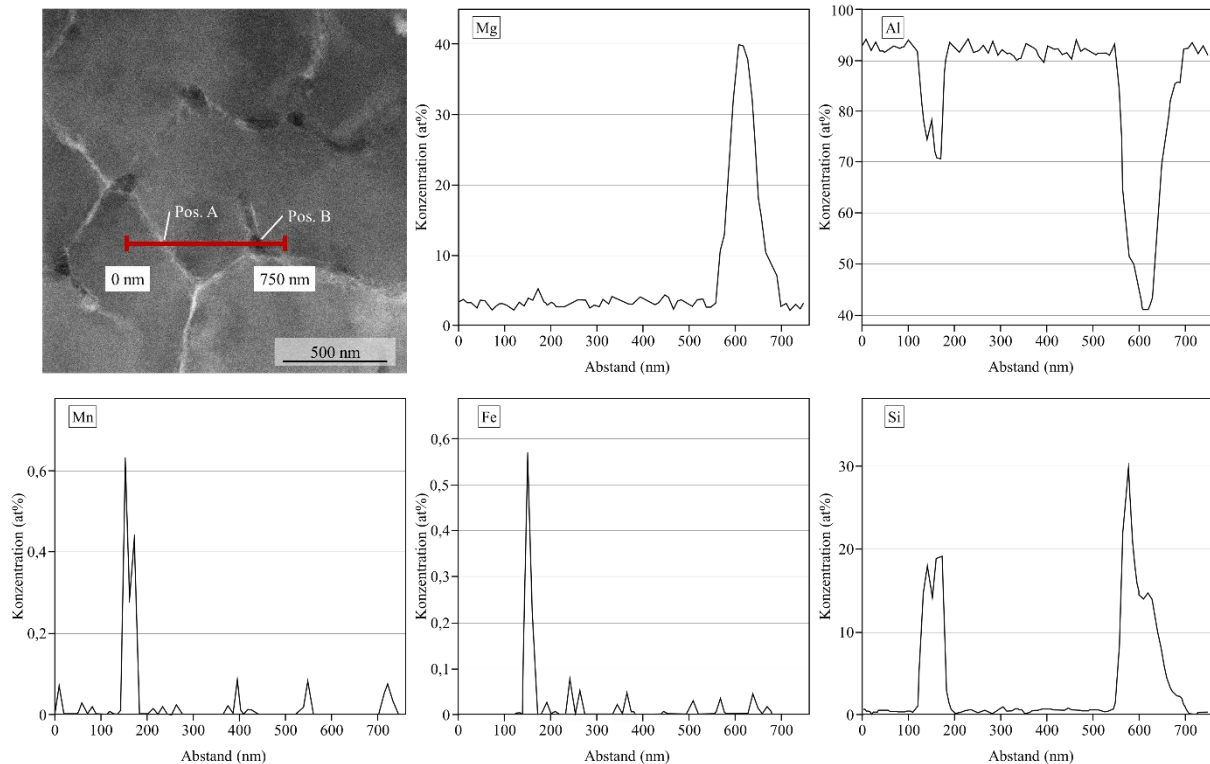 Pos. A
Pos. B
0 nm
750 nm
500 nm
Mg
Konzentration (at%)
40
30
20
10
0
0 100 200 300 400 500 600 700
Abstand (nm)
Al
Konzentration (at%)
100
90
80
70
60
50
40
0 100 200 300 400 500 600 700
Abstand (nm)
Mn
Konzentration (at%)
0,6
0,4
0,2
0
0 100 200 300 400 500 600 700
Abstand (nm)
Fe
Konzentration (at%)
0,6
0,5
0,4
0,3
0,2
0,1
0
0 100 200 300 400 500 600 700
Abstand (nm)
Si
Konzentration (at%)
30
20
10
0
0 100 200 300 400 500 600 700
Abstand (nm)